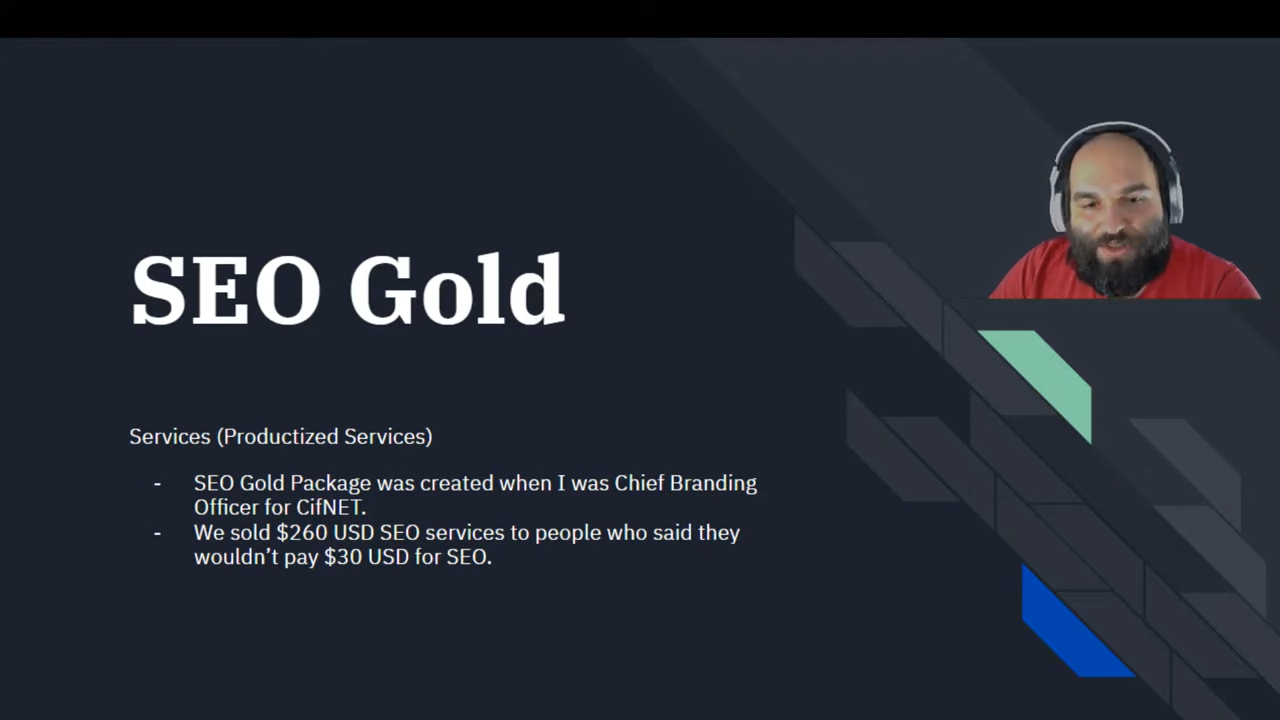 SEO Gold
Services (Productized Services)
- SEO Gold Package was created when I was Chief Branding
Officer for CifNET.
- We sold $260 USD SEO services to people who said they
wouldn't pay $30 USD for SEO.